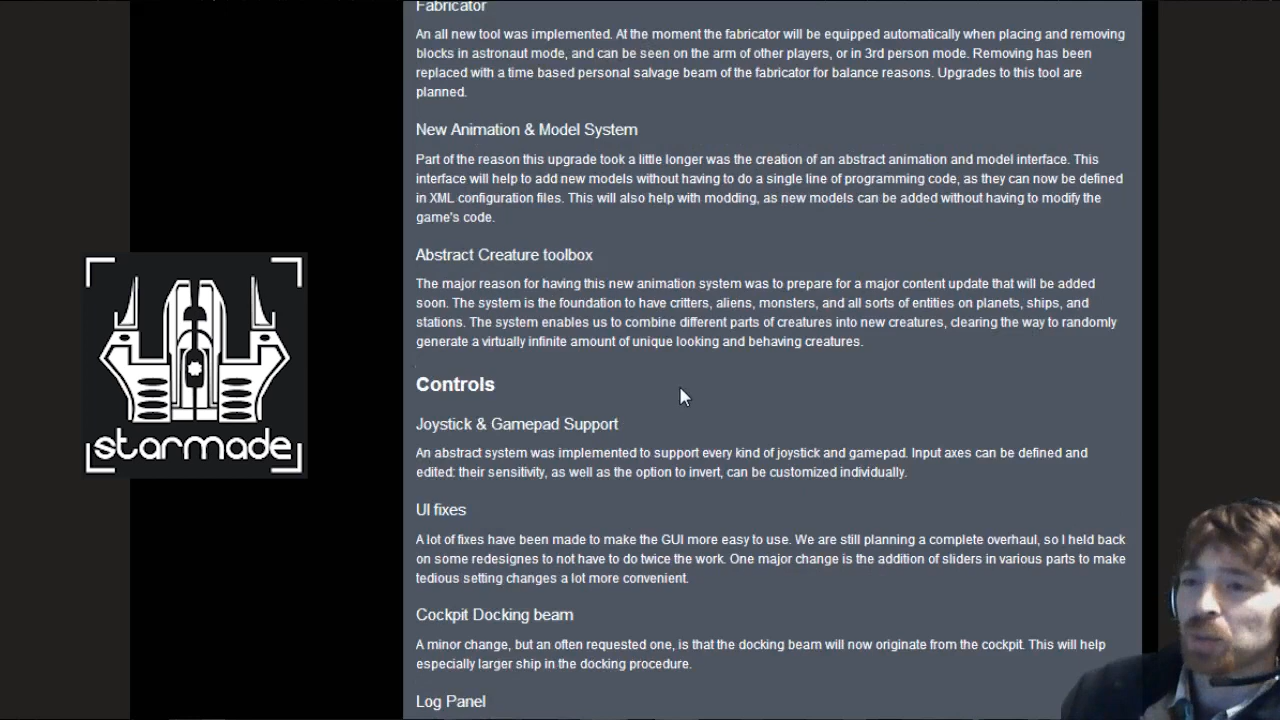 Fabricator
An all new tool was implemented. At the moment the fabricator will be equipped automatically when placing and removing
blocks in astronaut mode, and can be seen on the arm of other players, or in 3rd person mode. Removing has been
replaced with a time based personal salvage beam of the fabricator for balance reasons. Upgrades to this tool are
planned.
New Animation & Model System
Part of the reason this upgrade took a little longer was the creation of an abstract animation and model interface. This
interface will help to add new models without having to do a single line of programming code, as they can now be defined
in XML configuration files. This will also help with modding, as new models can be added without having to modify the
game's code.
Abstract Creature toolbox
The major reason for having this new animation system was to prepare for a major content update that will be added
soon. The system is the foundation to have critters, aliens, monsters, and all sorts of entities on planets, ships, and
stations. The system enables us to combine different parts of creatures into new creatures, clearing the way to randomly
generate a virtually infinite amount of unique looking and behaving creatures.
Controls
Joystick & Gamepad Support
An abstract system was implemented to support every kind of joystick and gamepad. Input axes can be defined and
edited: their sensitivity, as well as the option to invert, can be customized individually.
UI fixes
A lot of fixes have been made to make the GUI more easy to use. We are still planning a complete overhaul, so I held back
on some redesignes to not have to do twice the work. One major change is the addition of sliders in various parts to make
tedious setting changes a lot more convenient.
Cockpit Docking beam
A minor change, but an often requested one, is that the docking beam will now originate from the cockpit. This will help
especially larger ship in the docking procedure.
Log Panel
starmade